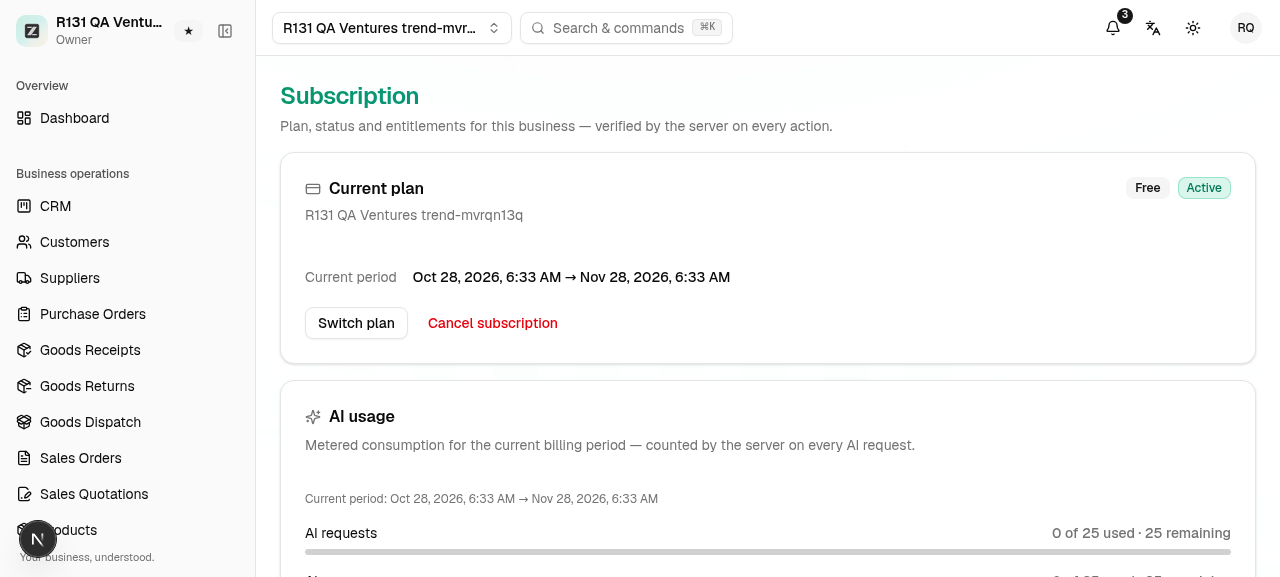 R131 QA Ventu...
Owner
R131 QA Ventures trend-mvr...
Search & commands
⌘K
3
RQ
Overview
Dashboard
Business operations
CRM
Customers
Suppliers
Purchase Orders
Goods Receipts
Goods Returns
Goods Dispatch
Sales Orders
Sales Quotations
N
Your business, understood.
Subscription
Plan, status and entitlements for this business — verified by the server on every action.
Current plan
Free
Active
R131 QA Ventures trend-mvrqn13q
Current period Oct 28, 2026, 6:33 AM → Nov 28, 2026, 6:33 AM
Switch plan
Cancel subscription
AI usage
Metered consumption for the current billing period — counted by the server on every AI request.
Current period: Oct 28, 2026, 6:33 AM → Nov 28, 2026, 6:33 AM
AI requests
0 of 25 used · 25 remaining